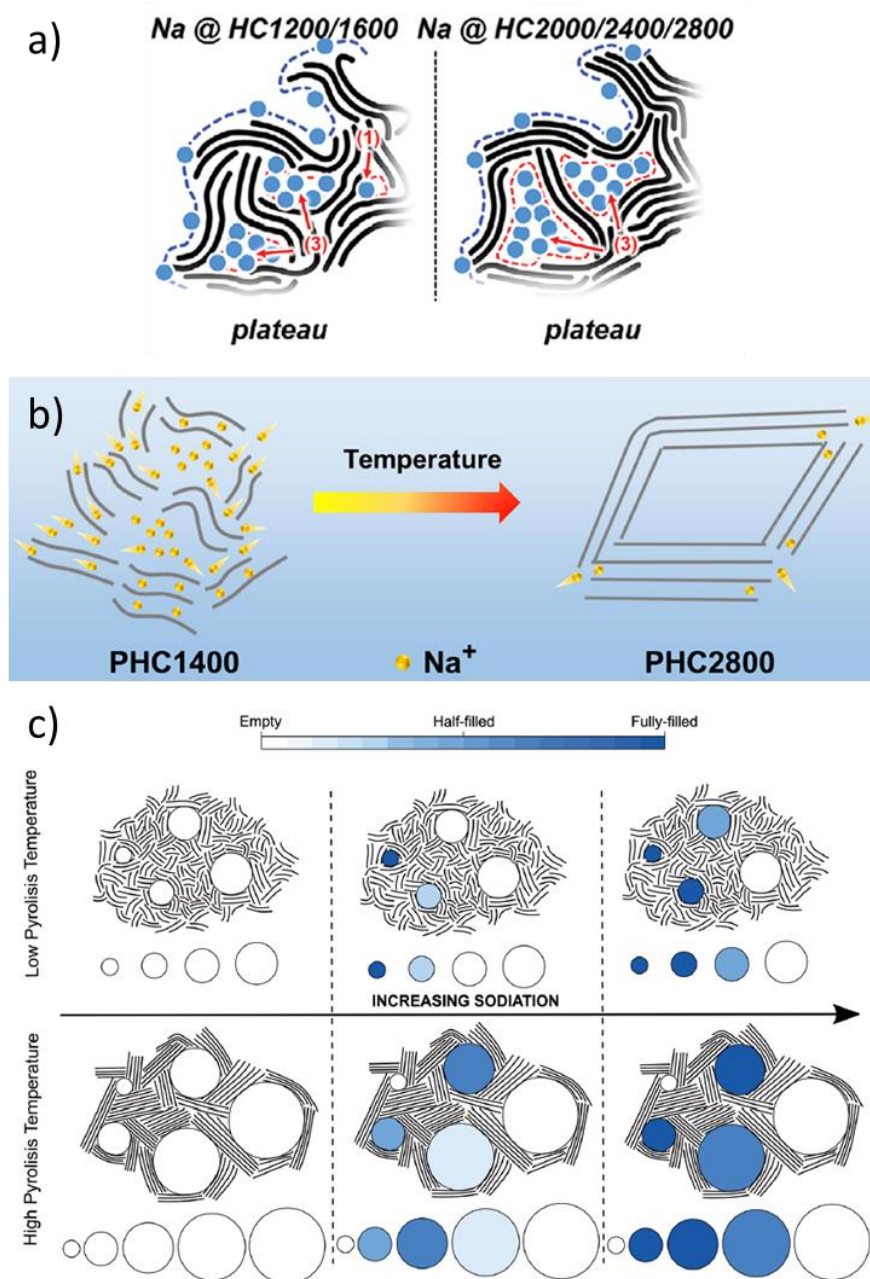 a)
Na @ HC1200/1600 Na @ HC2000/2400/2800
(1)
(3) (3)
plateau plateau
b)
Temperature
PHC1400 Na+ PHC2800
c)
Empty Half-filled Fully-filled
Low Pyrolisis Temperature
INCREASING SODIATION
High Pyrolisis Temperature